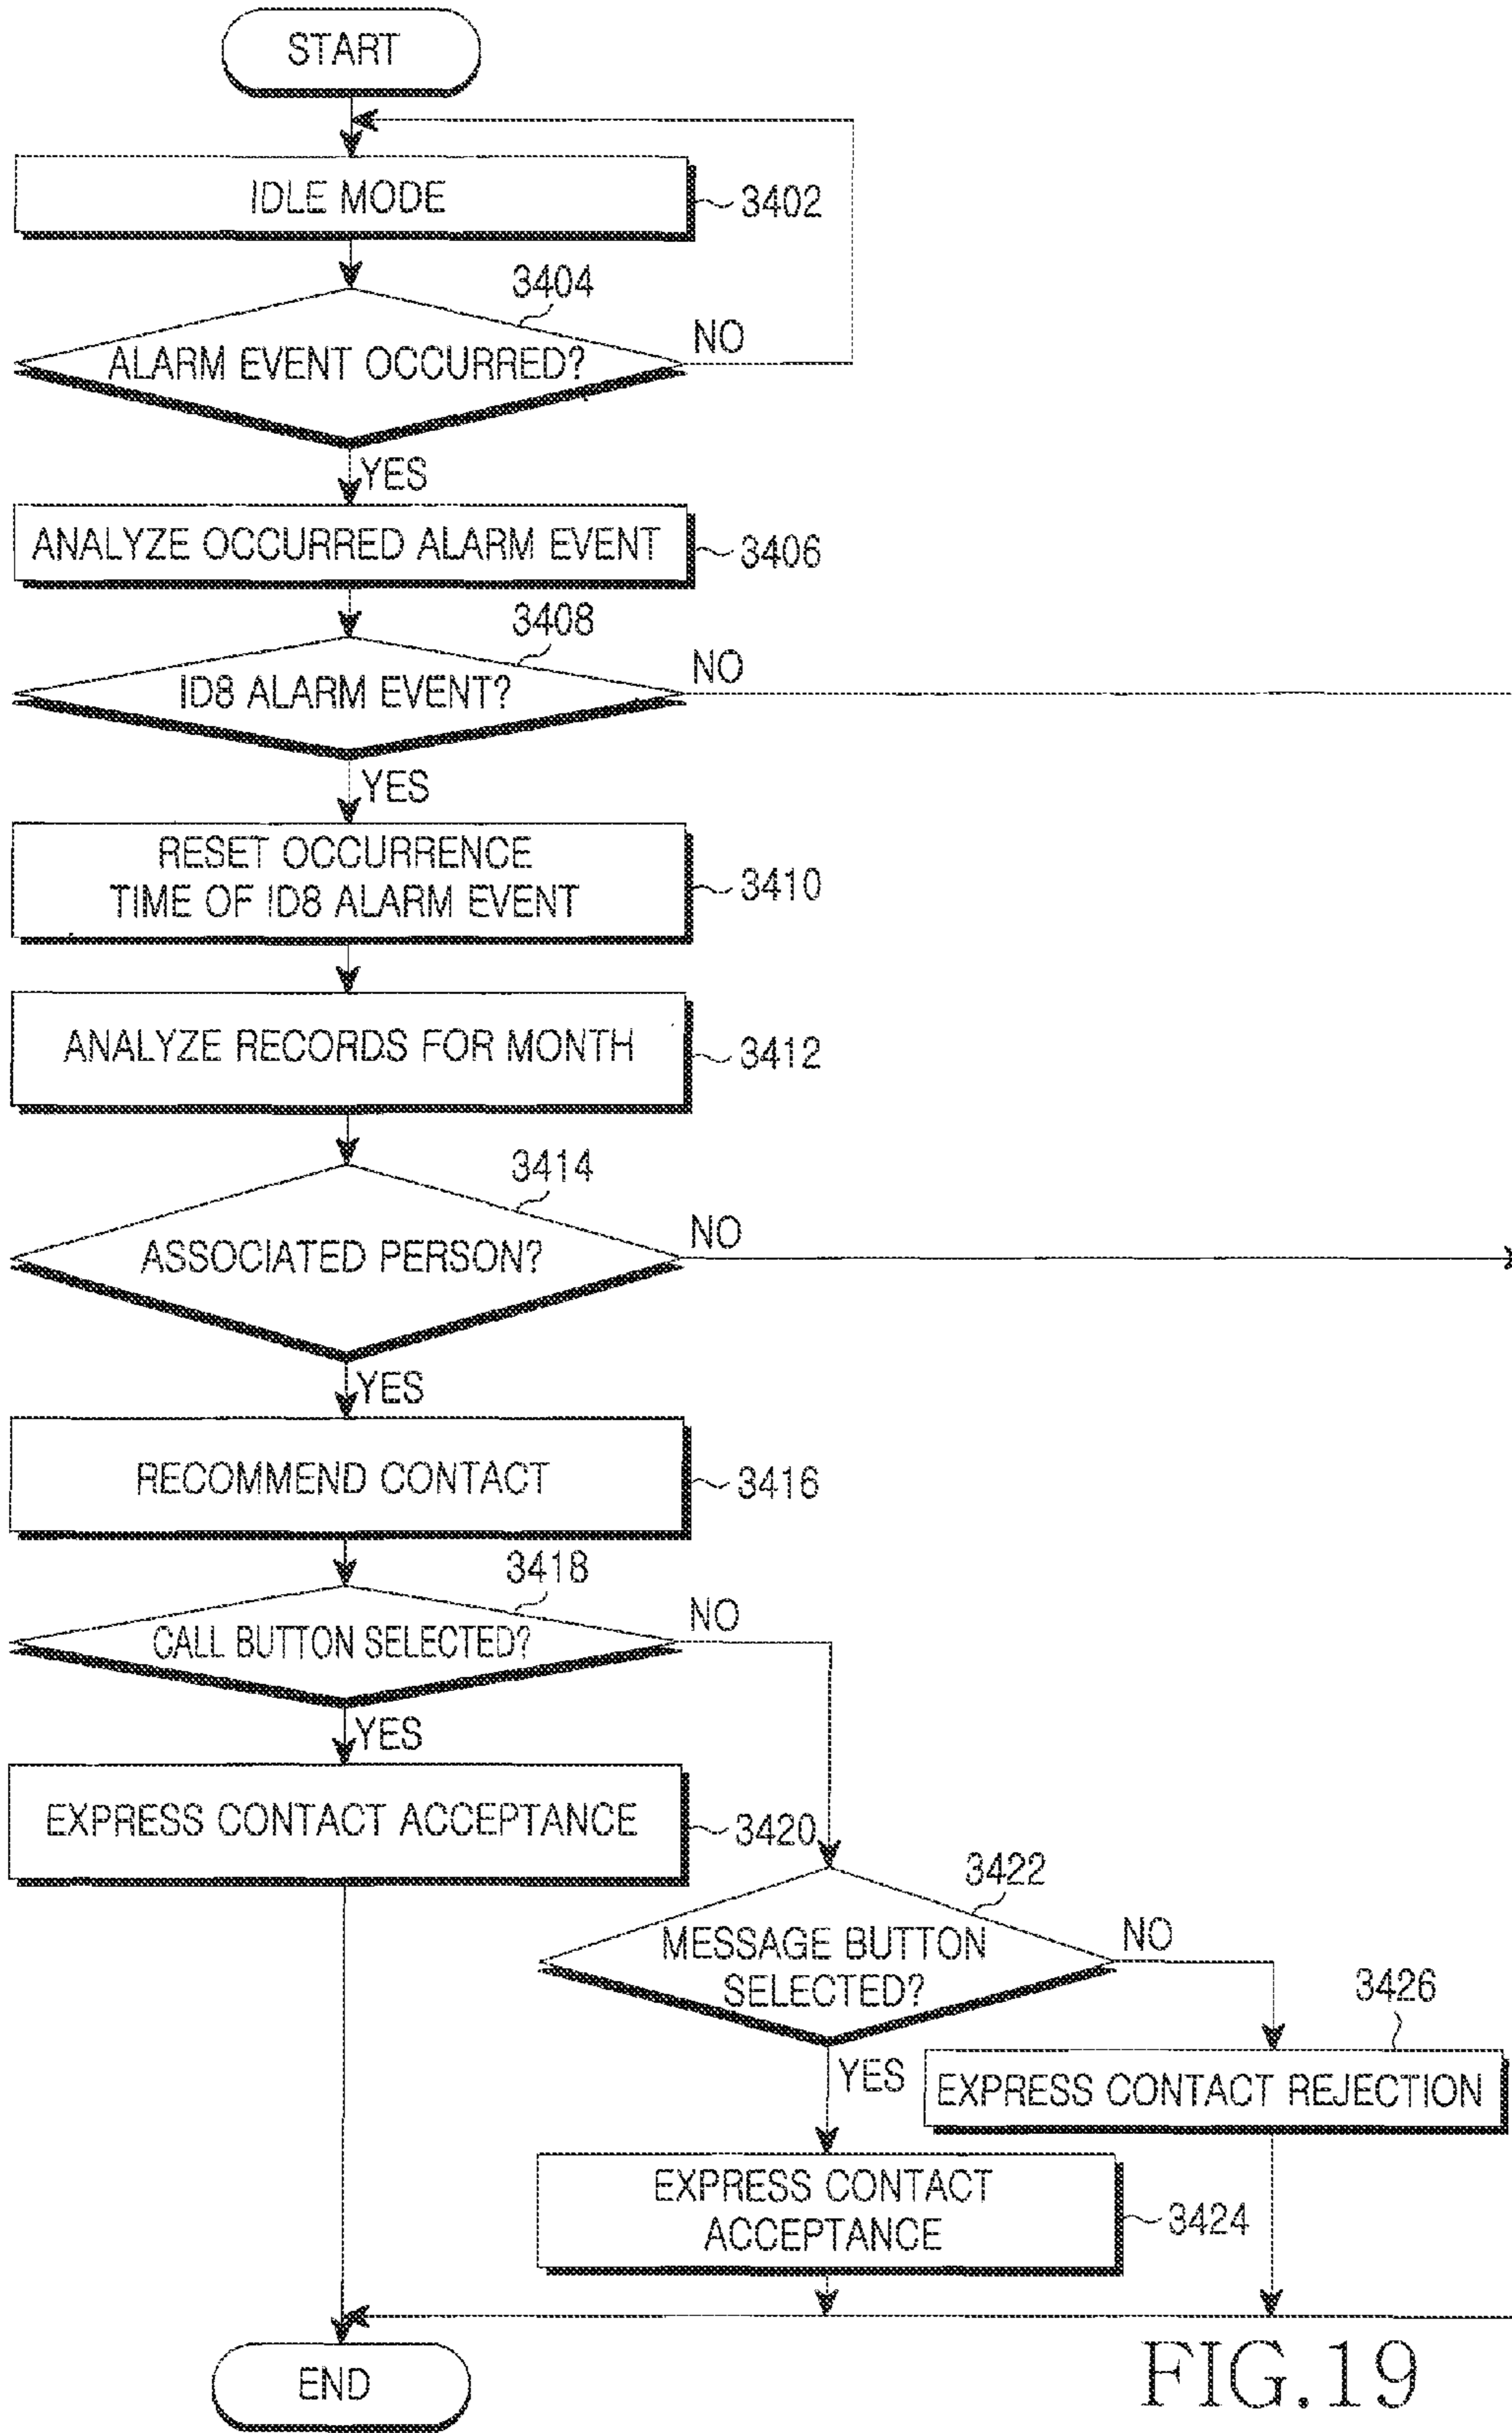 START
IDLE MODE
3402
3404
ALARM EVENT OCCURRED?
NO
YES
ANALYZE OCCURRED ALARM EVENT
3406
3408
ID8 ALARM EVENT?
NO
YES
RESET OCCURRENCE
TIME OF ID8 ALARM EVENT
3410
ANALYZE RECORDS FOR MONTH
3412
3414
ASSOCIATED PERSON?
NO
YES
RECOMMEND CONTACT
3416
3418
CALL BUTTON SELECTED?
NO
YES
EXPRESS CONTACT ACCEPTANCE
3420
3422
MESSAGE BUTTON
SELECTED?
NO
3426
YES
EXPRESS CONTACT REJECTION
EXPRESS CONTACT
ACCEPTANCE
3424
END
FIG.19